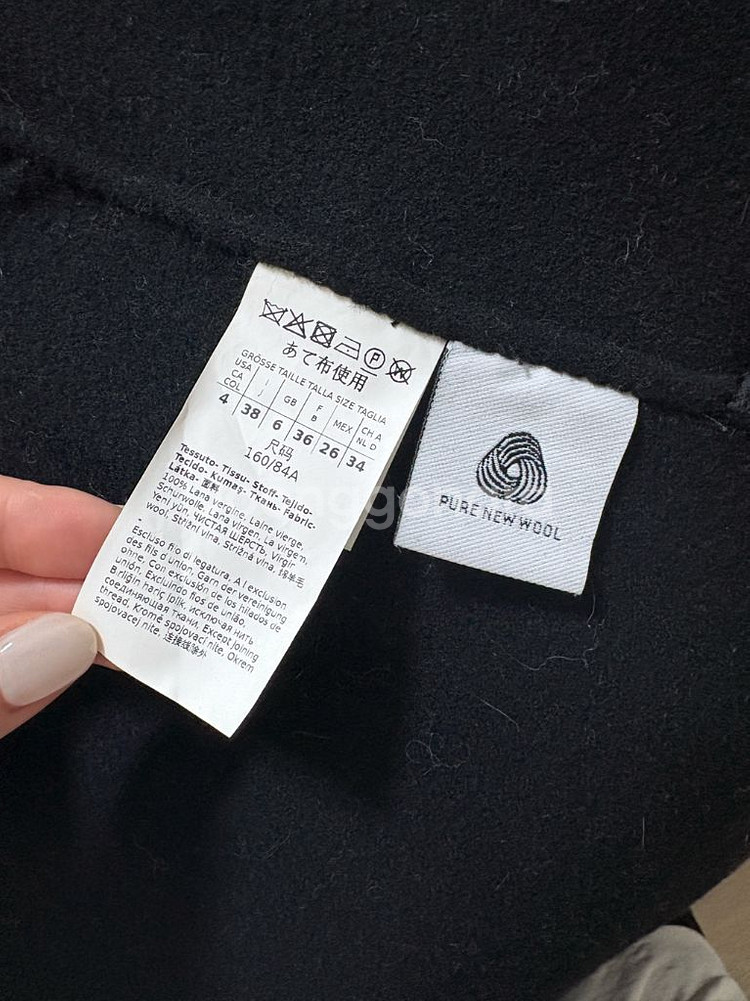 あて布使用
GRÖSSE TAILLE TALLA SIZE TAGLIA
USA CA COL
I J
GB
F B
MEX
CH A NL D
4 38 6 36 26 34
尺码
160/84A
Tessuto- Tissu- Stoff- Tejido-
Tecido- Kumaş- Ткань- Fabric-
Látka- 面料
100% Lana vergine, Laine vierge,
Schurwolle, Lana virgen, Lã virgem,
Yeni yün, ЧИСТАЯ ШЕРСТЬ, Virgin
wool, Střižní vlna, Strižná vlna, 绵羊毛
-
Escluso filo di legatura, A l exclusion
des fils d'union, Garn der vereinigung
ohne, Con exclusión de los hilados de
unión, Excluindo fios de união,
Birliğin hariç iplik, исключая нить
соединяющая ткани, Except joining
thread, Kromě spojovací nitě, Okrem
spojovacej nite, 连接线除外
PURE NEW WOOL